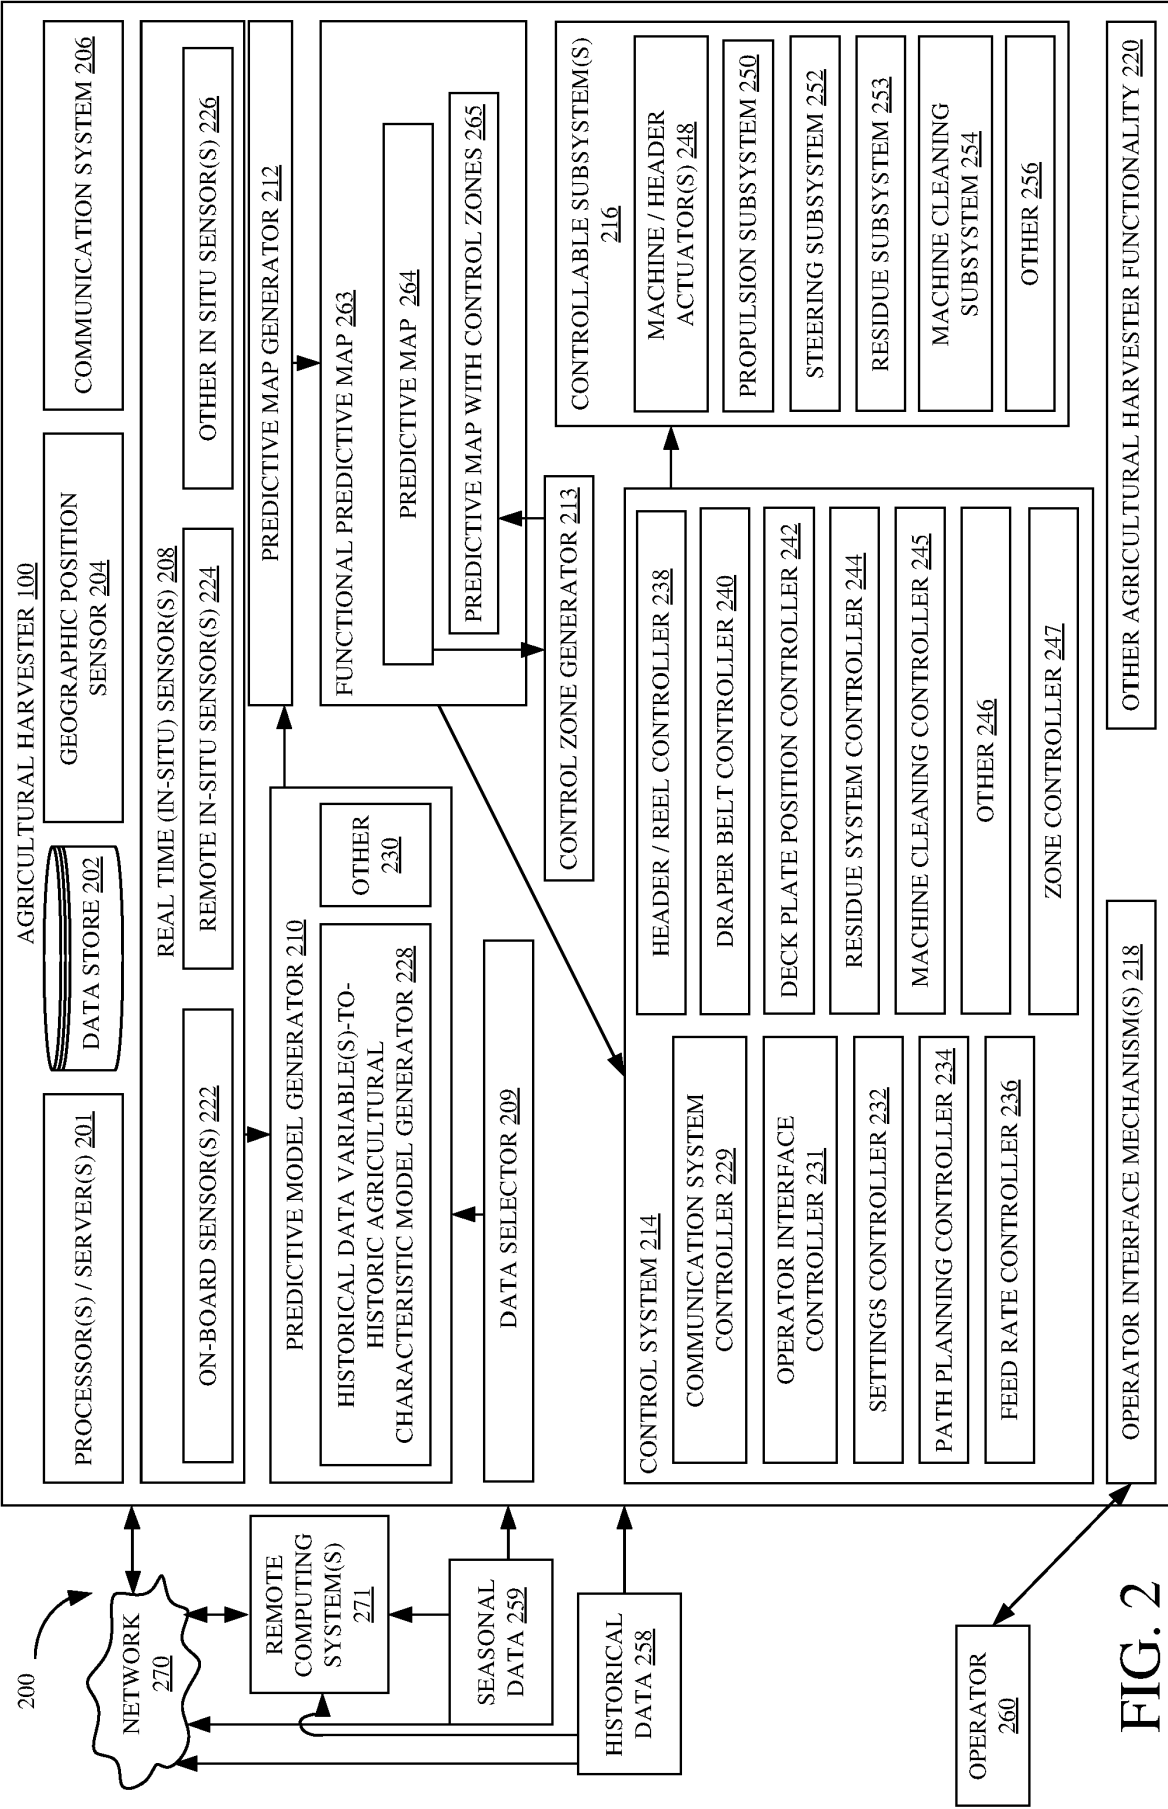 200
NETWORK
270
REMOTE
COMPUTING
SYSTEM(S)
271
SEASONAL
DATA 259
HISTORICAL
DATA 258
OPERATOR
260
AGRICULTURAL HARVESTER 100
PROCESSOR(S) / SERVER(S) 201
DATA STORE 202
GEOGRAPHIC POSITION
SENSOR 204
COMMUNICATION SYSTEM 206
REAL TIME (IN-SITU) SENSOR(S) 208
ON-BOARD SENSOR(S) 222
REMOTE IN-SITU SENSOR(S) 224
OTHER IN SITU SENSOR(S) 226
PREDICTIVE MODEL GENERATOR 210
HISTORICAL DATA VARIABLE(S)-TO-
HISTORIC AGRICULTURAL
CHARACTERISTIC MODEL GENERATOR 228
OTHER
230
DATA SELECTOR 209
PREDICTIVE MAP GENERATOR 212
FUNCTIONAL PREDICTIVE MAP 263
PREDICTIVE MAP 264
PREDICTIVE MAP WITH CONTROL ZONES 265
CONTROL ZONE GENERATOR 213
CONTROL SYSTEM 214
COMMUNICATION SYSTEM
CONTROLLER 229
OPERATOR INTERFACE
CONTROLLER 231
SETTINGS CONTROLLER 232
PATH PLANNING CONTROLLER 234
FEED RATE CONTROLLER 236
HEADER / REEL CONTROLLER 238
DRAPER BELT CONTROLLER 240
DECK PLATE POSITION CONTROLLER 242
RESIDUE SYSTEM CONTROLLER 244
MACHINE CLEANING CONTROLLER 245
OTHER 246
ZONE CONTROLLER 247
CONTROLLABLE SUBSYSTEM(S)
216
MACHINE / HEADER
ACTUATOR(S) 248
PROPULSION SUBSYSTEM 250
STEERING SUBSYSTEM 252
RESIDUE SUBSYSTEM 253
MACHINE CLEANING
SUBSYSTEM 254
OTHER 256
OPERATOR INTERFACE MECHANISM(S) 218
OTHER AGRICULTURAL HARVESTER FUNCTIONALITY 220
FIG. 2